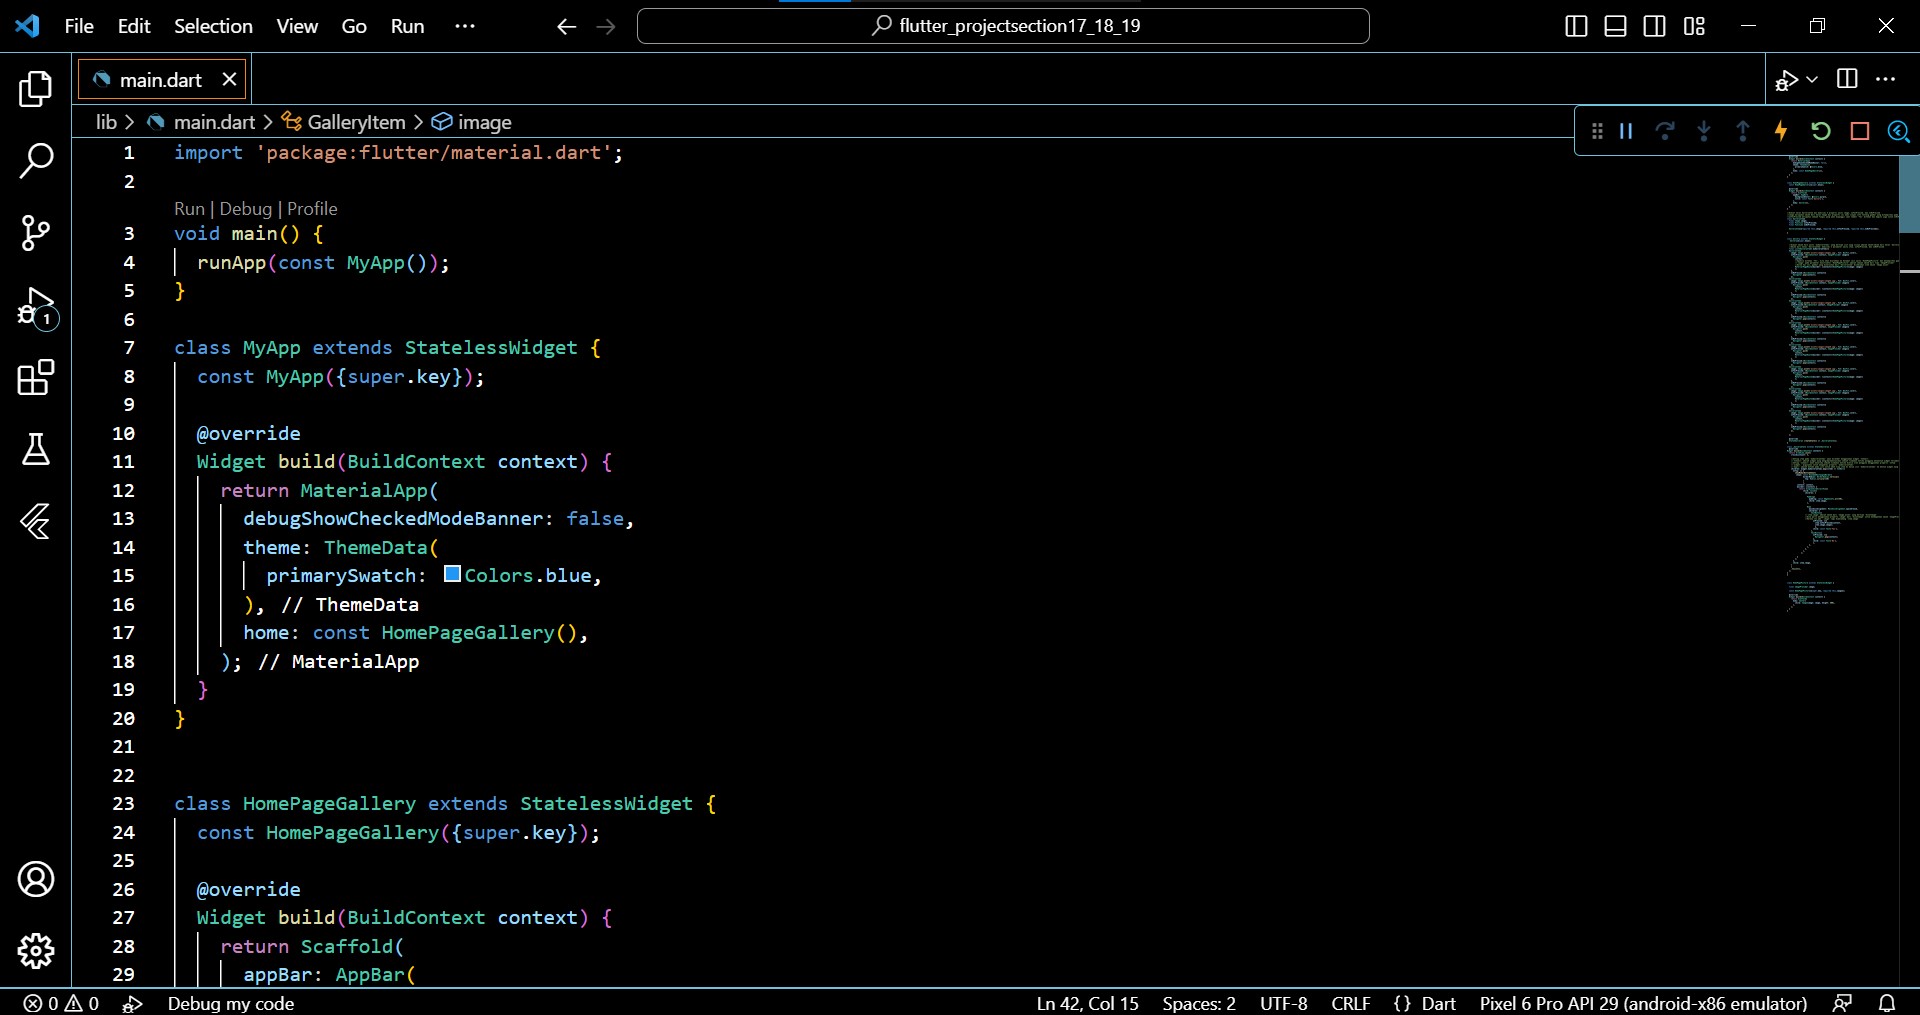 File Edit Selection View Go Run ··· flutter_projectsection17_18_19
main.dart
lib > main.dart > GalleryItem > image
1 import 'package:flutter/material.dart';
2
Run | Debug | Profile
3 void main() {
4 runApp(const MyApp());
5 }
6
7 class MyApp extends StatelessWidget {
8 const MyApp({super.key});
9
10 @override
11 Widget build(BuildContext context) {
12 return MaterialApp(
13 debugShowCheckedModeBanner: false,
14 theme: ThemeData(
15 primarySwatch: Colors.blue,
16 ), // ThemeData
17 home: const HomePageGallery(),
18 ); // MaterialApp
19 }
20 }
21
22
23 class HomePageGallery extends StatelessWidget {
24 const HomePageGallery({super.key});
25
26 @override
27 Widget build(BuildContext context) {
28 return Scaffold(
29 appBar: AppBar(
1
0 0 Debug my code Ln 42, Col 15 Spaces: 2 UTF-8 CRLF {} Dart Pixel 6 Pro API 29 (android-x86 emulator)